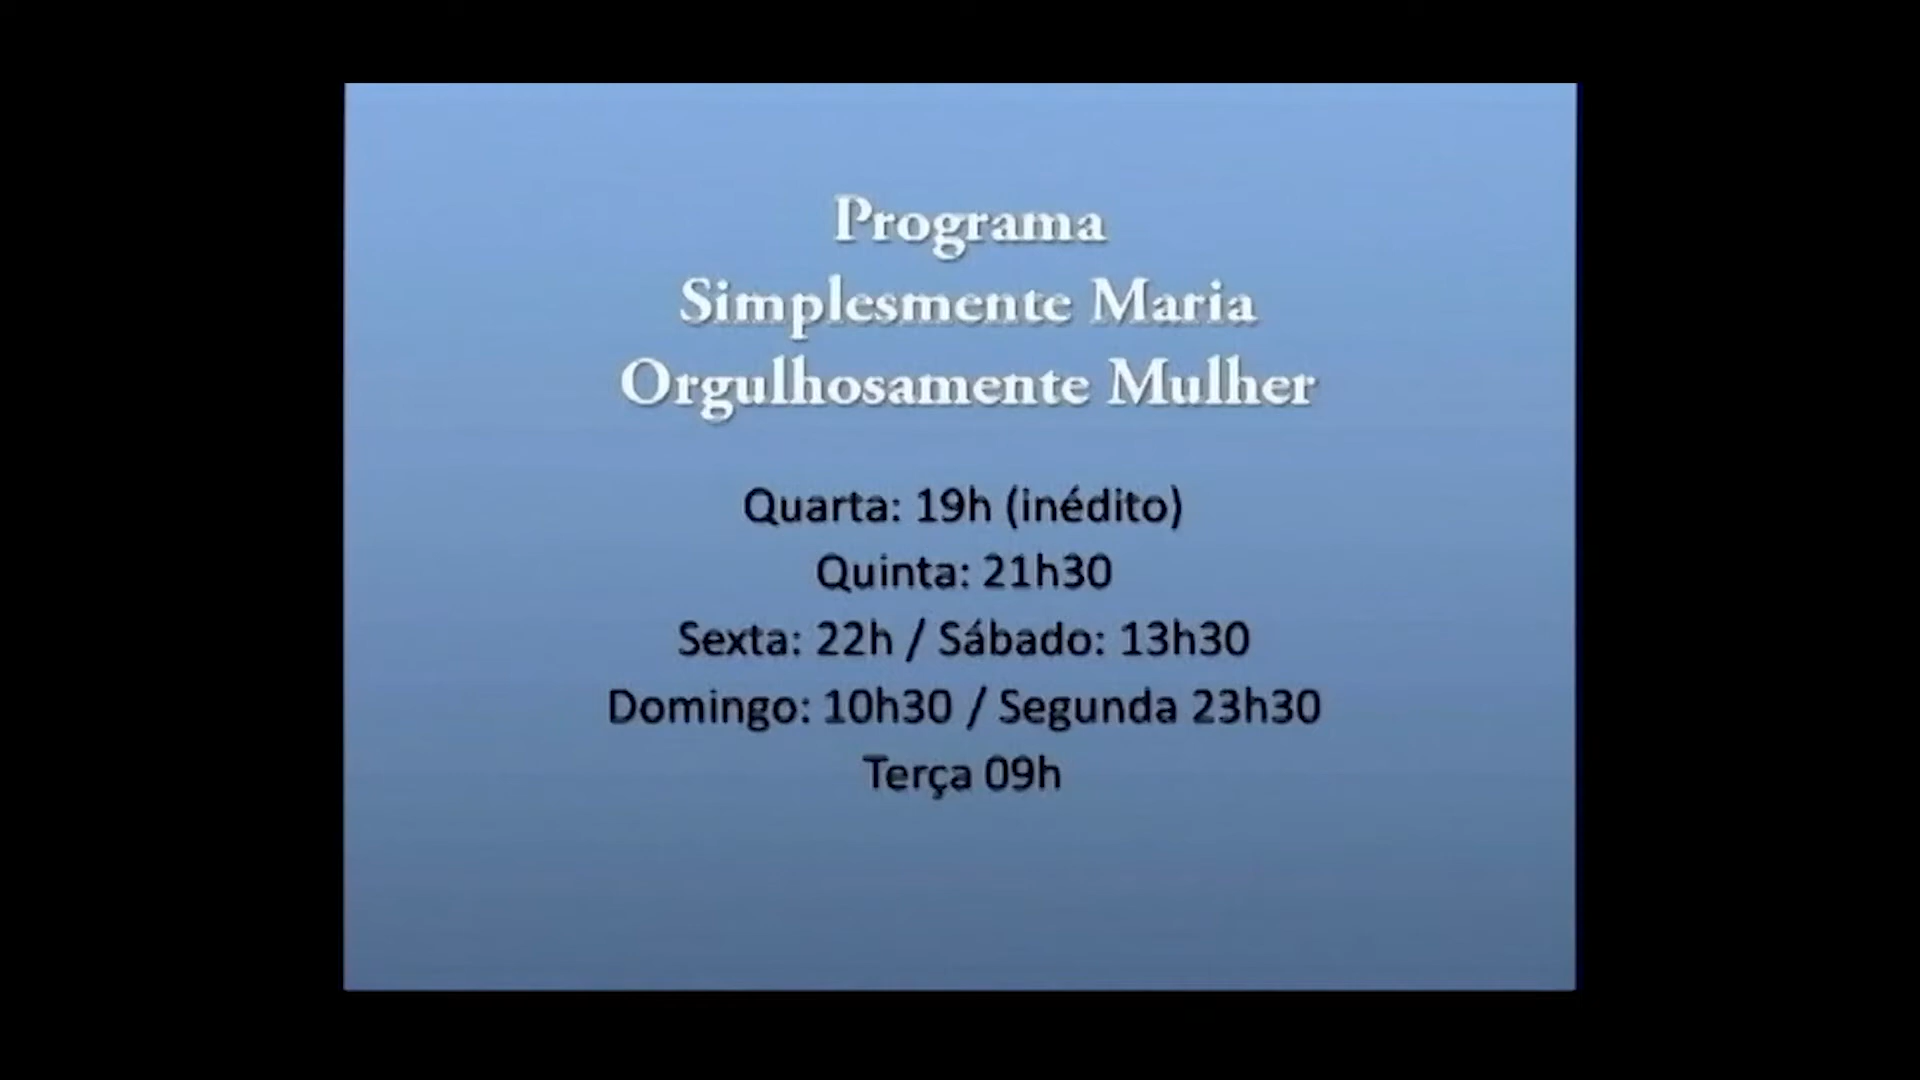 Programa
Simplesmente Maria
Orgulhosamente Mulher
Quarta: 19h (inédito)
Quinta: 21h30
Sexta: 22h / Sábado: 13h30
Domingo: 10h30 / Segunda 23h30
Terça 09h